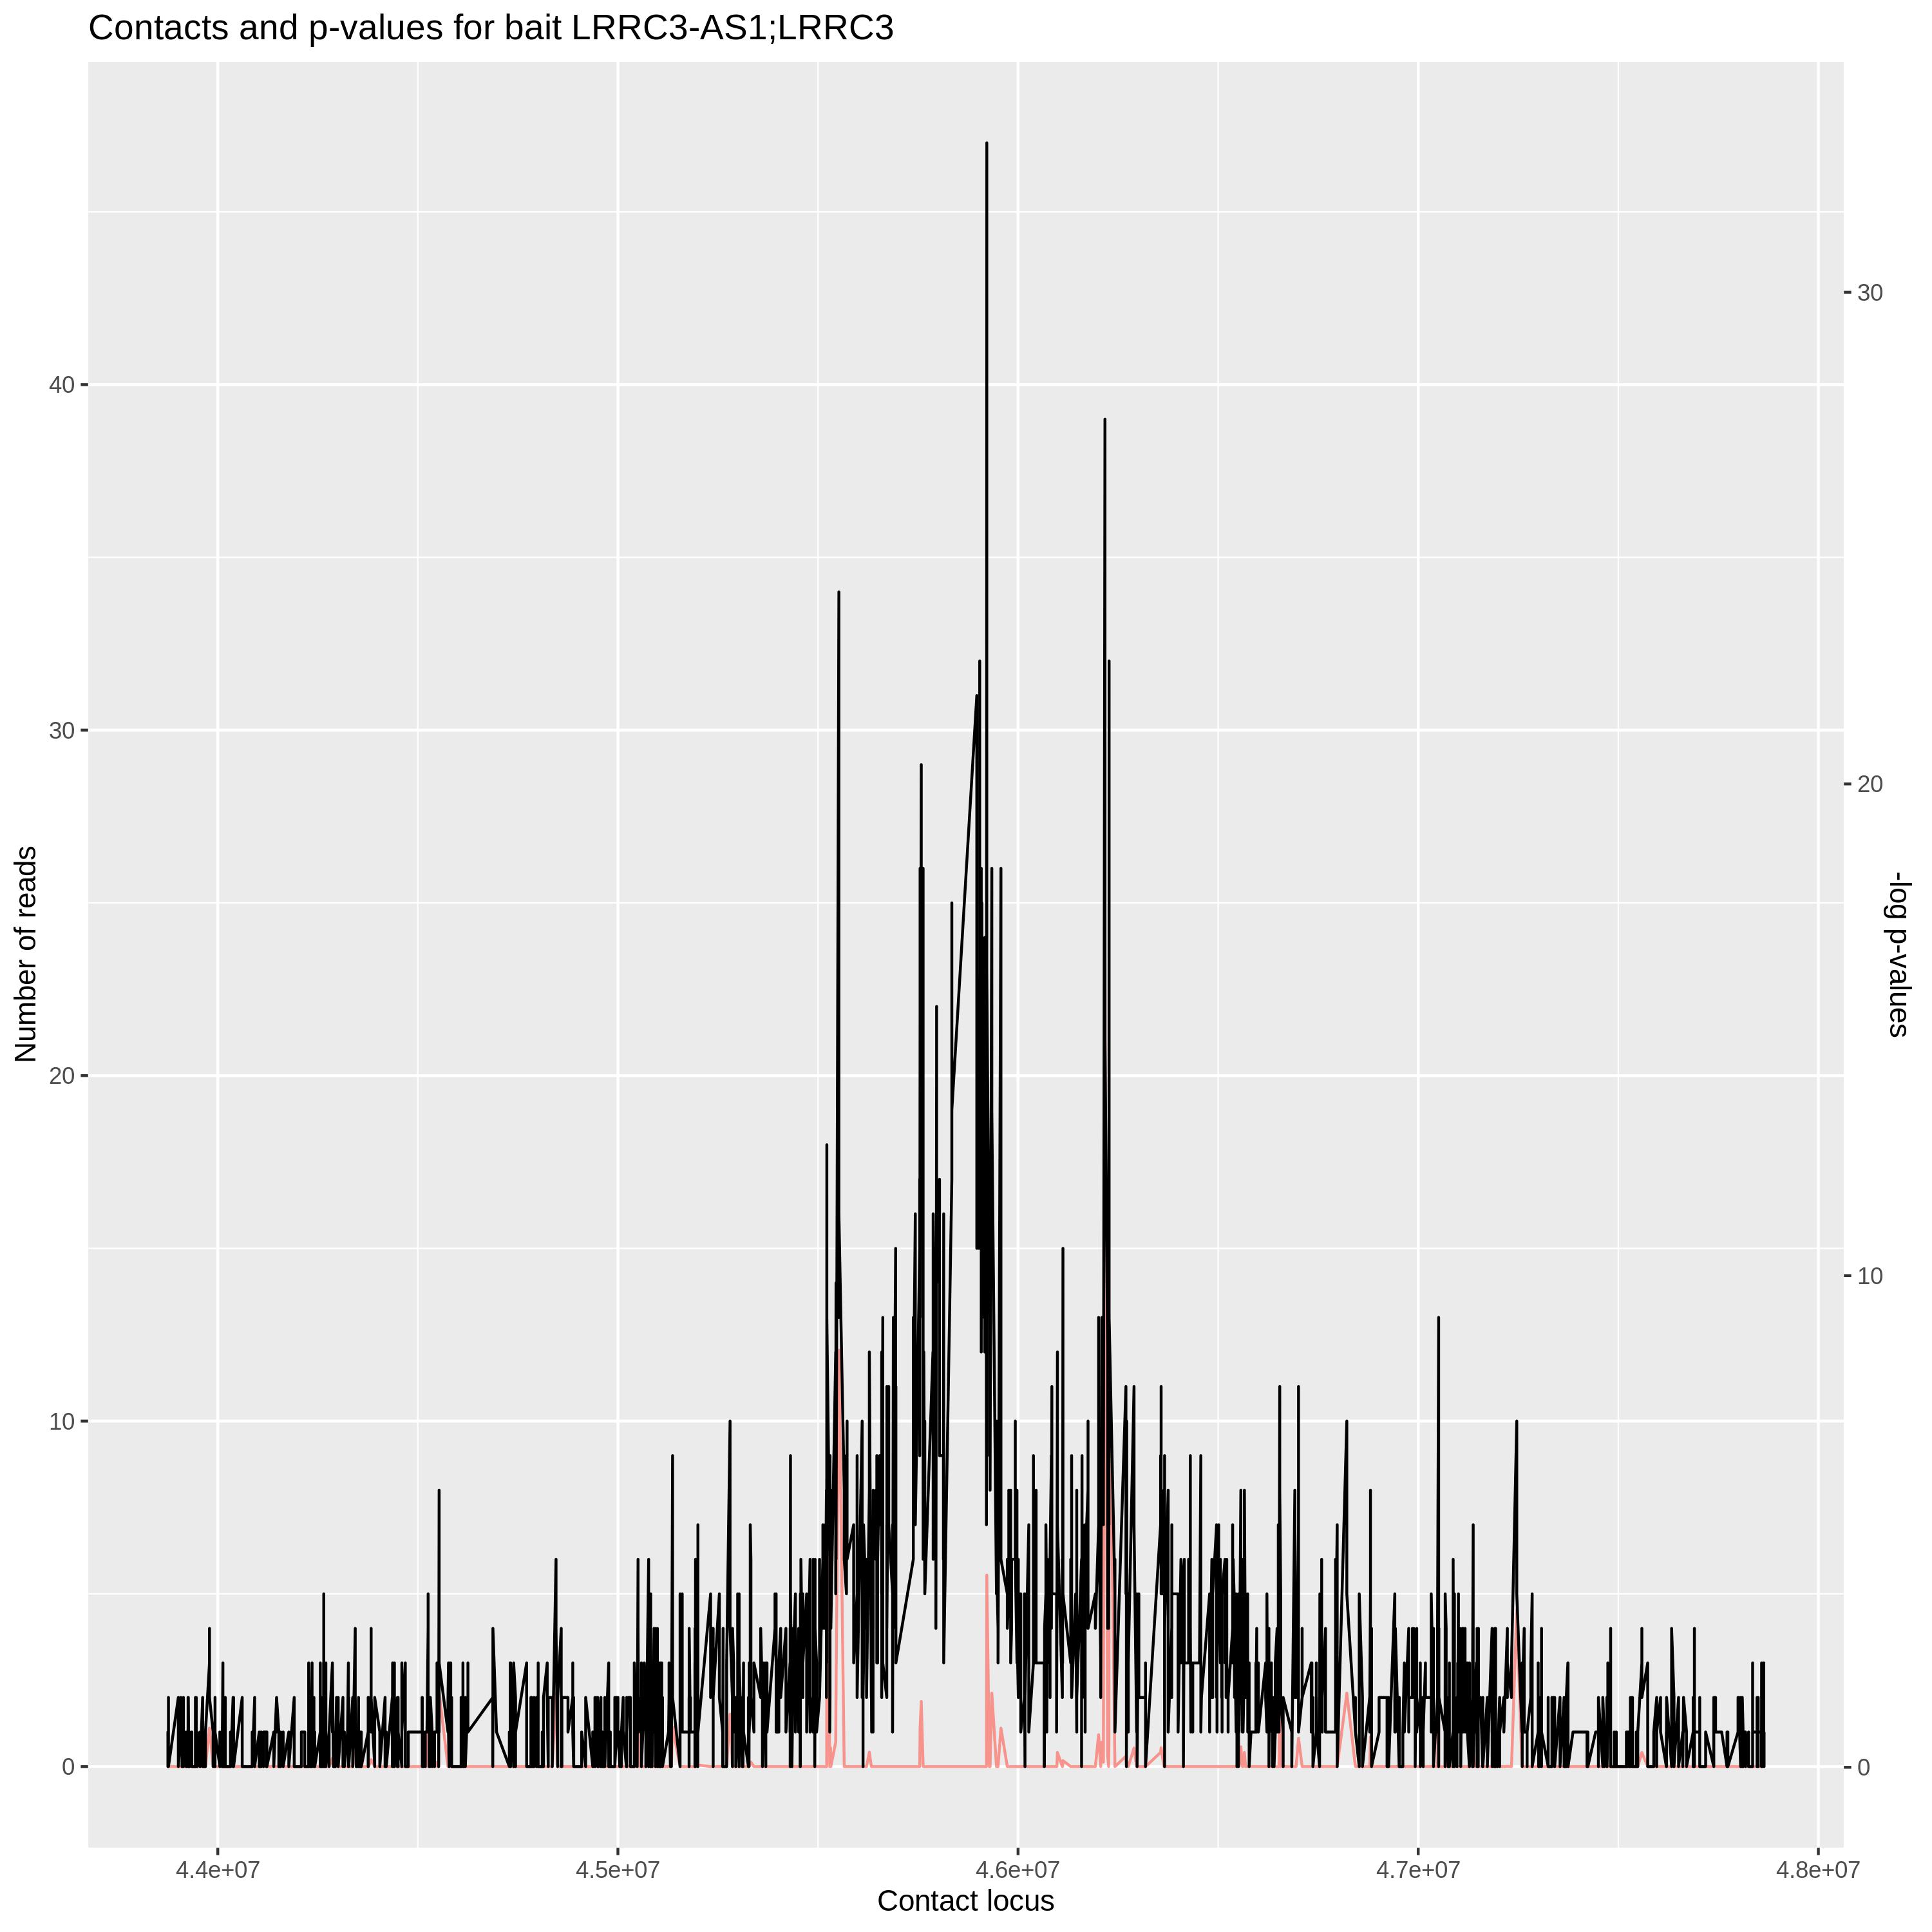 Contacts and p-values for bait LRRC3-AS1;LRRC3
Number of reads
40
30
20
10
0
30
20
10
0
-log p-values
4.4e+07 4.5e+07 4.6e+07 4.7e+07 4.8e+07
Contact locus